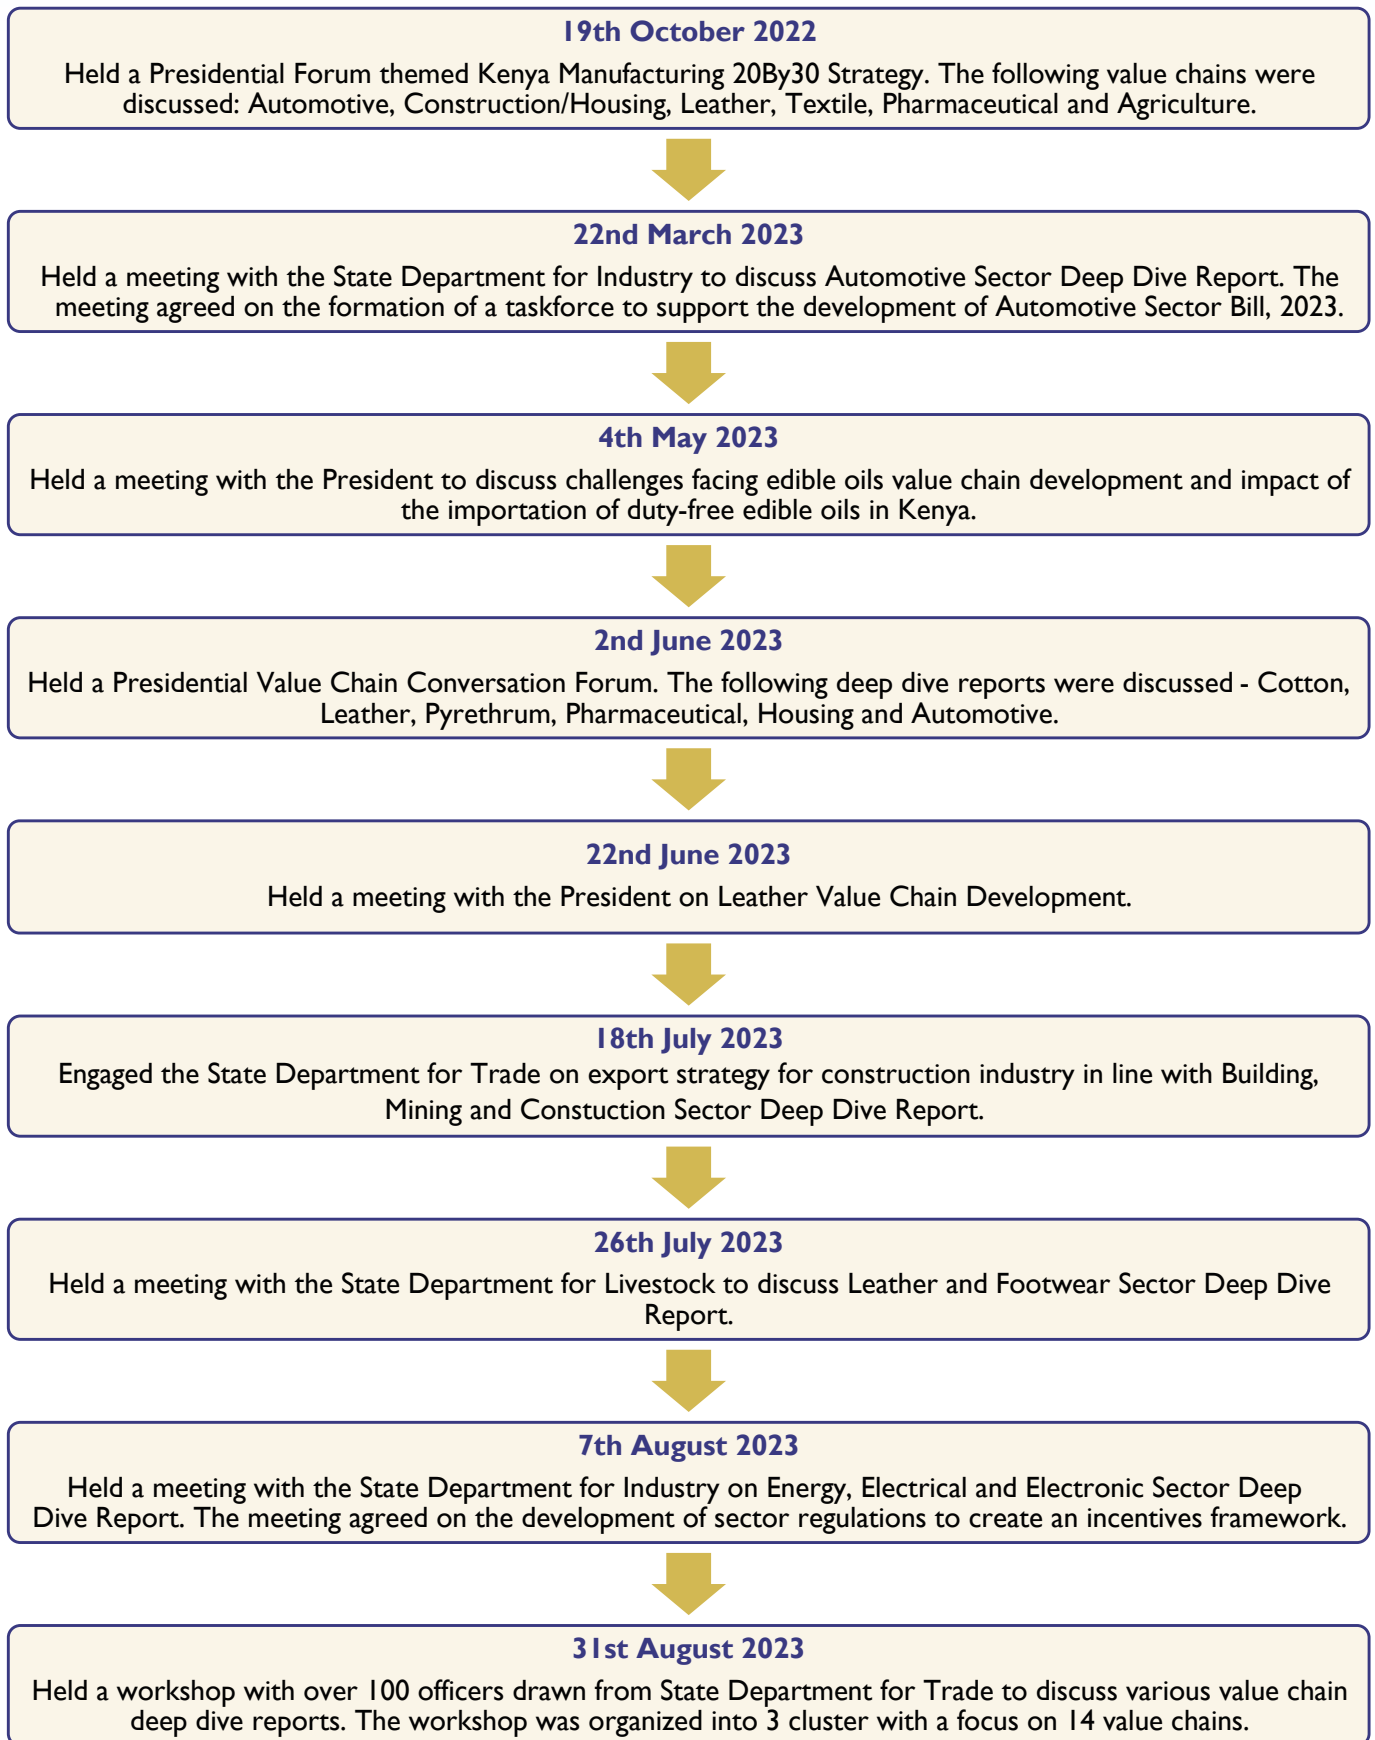 19th October 2022
Held a Presidential Forum themed Kenya Manufacturing 20By30 Strategy. The following value chains were
discussed: Automotive, Construction/Housing, Leather, Textile, Pharmaceutical and Agriculture.
22nd March 2023
Held a meeting with the State Department for Industry to discuss Automotive Sector Deep Dive Report. The
meeting agreed on the formation of a taskforce to support the development of Automotive Sector Bill, 2023.
4th May 2023
Held a meeting with the President to discuss challenges facing edible oils value chain development and impact of
the importation of duty-free edible oils in Kenya.
2nd June 2023
Held a Presidential Value Chain Conversation Forum. The following deep dive reports were discussed - Cotton,
Leather, Pyrethrum, Pharmaceutical, Housing and Automotive.
22nd June 2023
Held a meeting with the President on Leather Value Chain Development.
18th July 2023
Engaged the State Department for Trade on export strategy for construction industry in line with Building,
Mining and Constuction Sector Deep Dive Report.
26th July 2023
Held a meeting with the State Department for Livestock to discuss Leather and Footwear Sector Deep Dive
Report.
7th August 2023
Held a meeting with the State Department for Industry on Energy, Electrical and Electronic Sector Deep
Dive Report. The meeting agreed on the development of sector regulations to create an incentives framework.
31st August 2023
Held a workshop with over 100 officers drawn from State Department for Trade to discuss various value chain
deep dive reports. The workshop was organized into 3 cluster with a focus on 14 value chains.